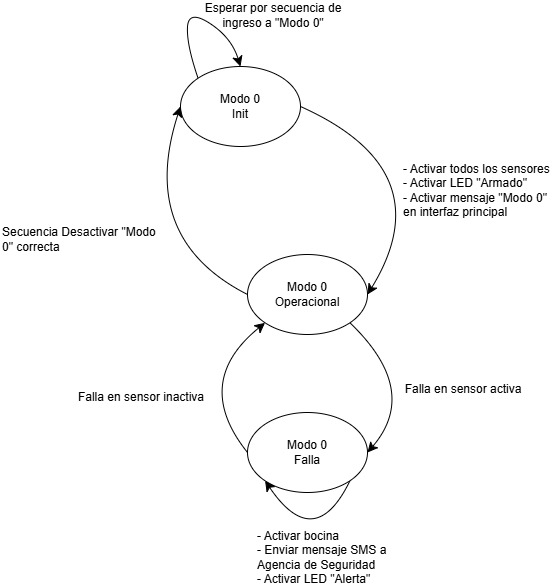 Esperar por secuencia de
ingreso a "Modo 0"
Modo 0
Init
- Activar todos los sensores
- Activar LED "Armado"
- Activar mensaje "Modo 0"
en interfaz principal
Secuencia Desactivar "Modo
0" correcta
Modo 0
Operacional
Falla en sensor inactiva
Falla en sensor activa
Modo 0
Falla
- Activar bocina
- Enviar mensaje SMS a
Agencia de Seguridad
- Activar LED "Alerta"